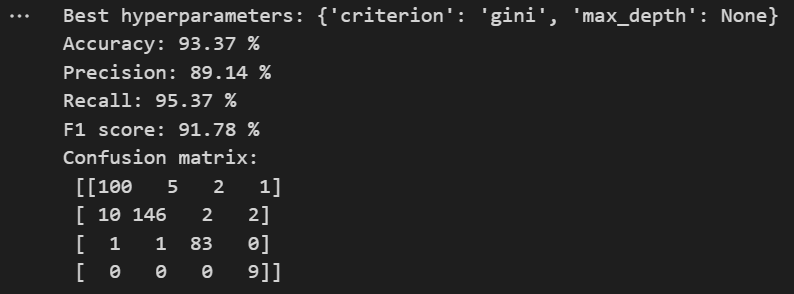 ... Best hyperparameters: {'criterion': 'gini', 'max_depth': None}
Accuracy: 93.37 %
Precision: 89.14 %
Recall: 95.37 %
F1 score: 91.78 %
Confusion matrix:
[[100   5   2   1]
[ 10 146   2   2]
[  1   1  83   0]
[  0   0   0   9]]